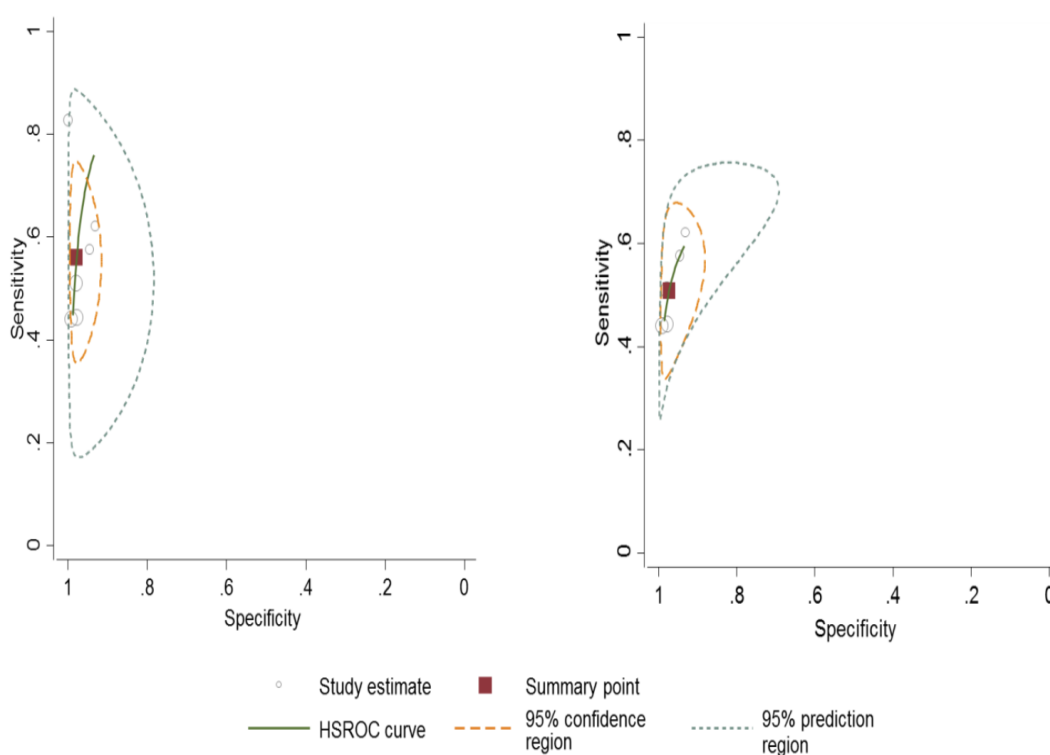 1
.8
.6
.4
.2
0
Sensitivity
1 .8 .6 .4 .2 0
Specificity
1
.8
.6
.4
.2
0
Sensitivity
1 .8 .6 .4 .2 0
Specificity
Study estimate
Summary point
HSROC curve
95% confidence
region
95% prediction
region